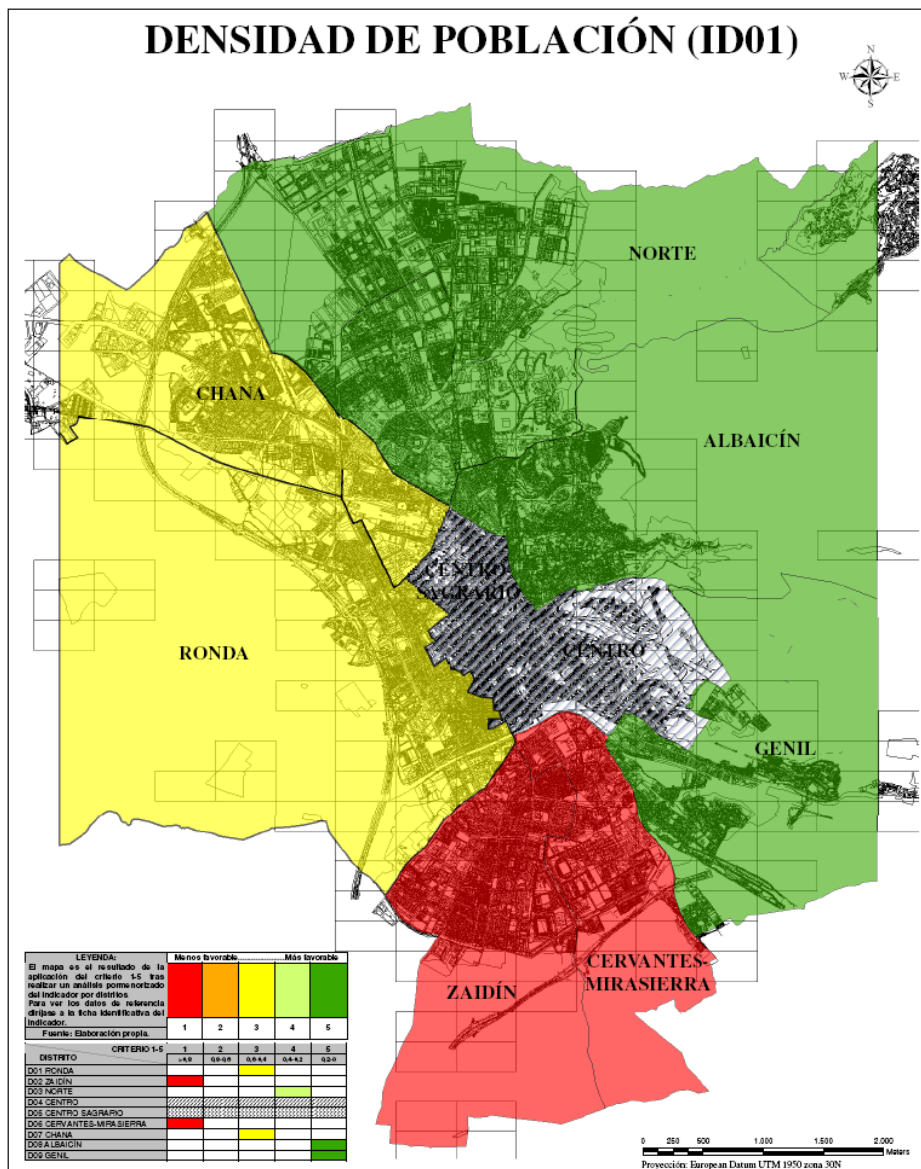 DENSIDAD DE POBLACIÓN (ID01)
N
W E
S
NORTE
CHANA
ALBAICÍN
CENTRO-
SAGRARIO
RONDA
CENTRO
GENIL
CERVANTES-
MIRASIERRA
ZAIDÍN
LEYENDA:
El mapa es el resultado de la
aplicación del criterio 1-5 tras
realizar un análisis pormenorizado
del indicador por distritos.
Para ver los datos de referencia
diríjase a la ficha identificativa del
indicador.
Fuente: Elaboración propia.
Menos favorable............Más favorable
1 2 3 4 5
CRITERIO 1-5 1 2 3 4 5
DISTRITO
D01 RONDA
D02 ZAIDÍN
D03 NORTE
D04 CENTRO
D05 CENTRO SAGRARIO
D06 CERVANTES-MIRASIERRA
D07 CHANA
D08 ALBAICÍN
D09 GENIL
0 250 500 1.000 1.500 2.000
Meters
Proyección: European Datum UTM 1950 zona 30N